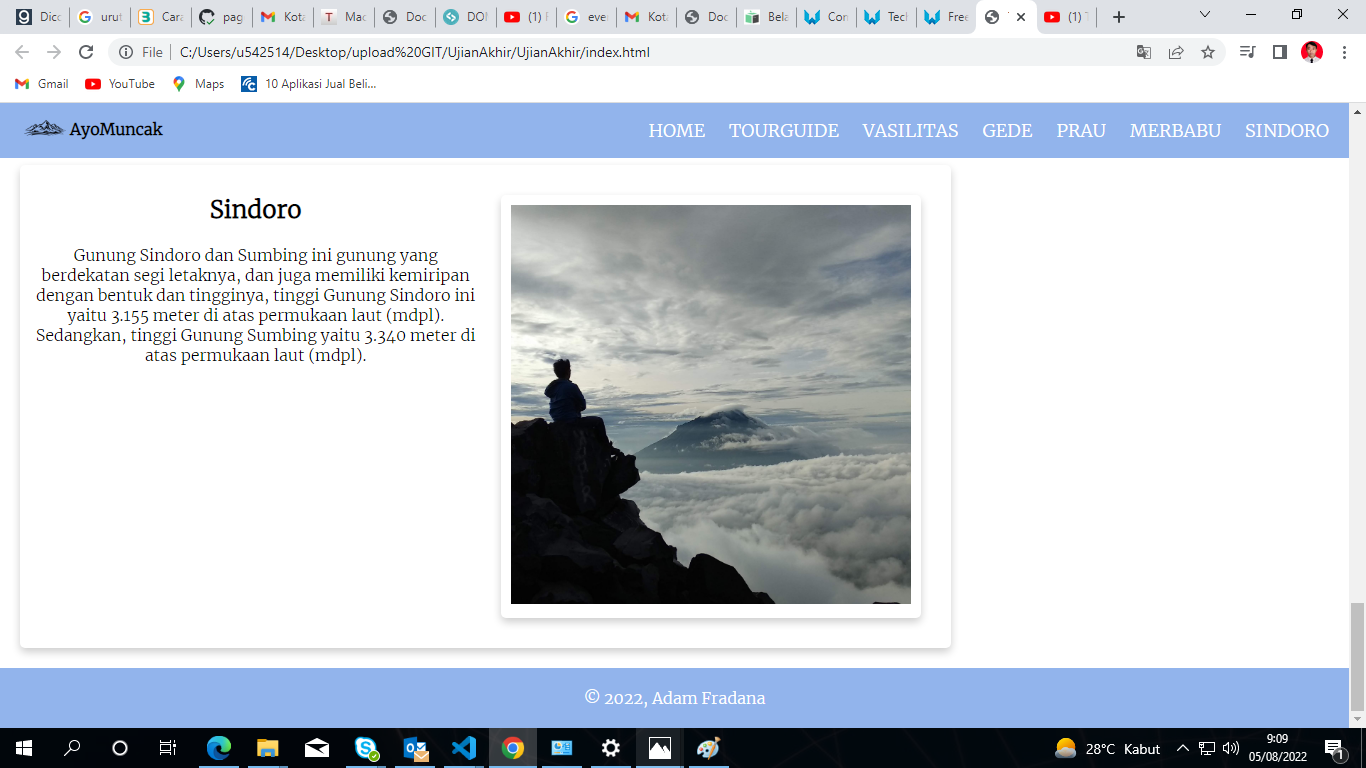 Dico
urut
Cara
pag
Kota
Mac
Doc
DOM
(1) F
eve
Kota
Doc
Bela
Con
Tech
Free
(1) T
File
C:/Users/u542514/Desktop/upload%20GIT/UjianAkhir/UjianAkhir/index.html
Gmail
YouTube
Maps
10 Aplikasi Jual Beli...
AyoMuncak
HOME
TOURGUIDE
VASILITAS
GEDE
PRAU
MERBABU
SINDORO
Sindoro
Gunung Sindoro dan Sumbing ini gunung yang
berdekatan segi letaknya, dan juga memiliki kemiripan
dengan bentuk dan tingginya, tinggi Gunung Sindoro ini
yaitu 3.155 meter di atas permukaan laut (mdpl).
Sedangkan, tinggi Gunung Sumbing yaitu 3.340 meter di
atas permukaan laut (mdpl).
© 2022, Adam Fradana
28°C Kabut
9:09
05/08/2022
1